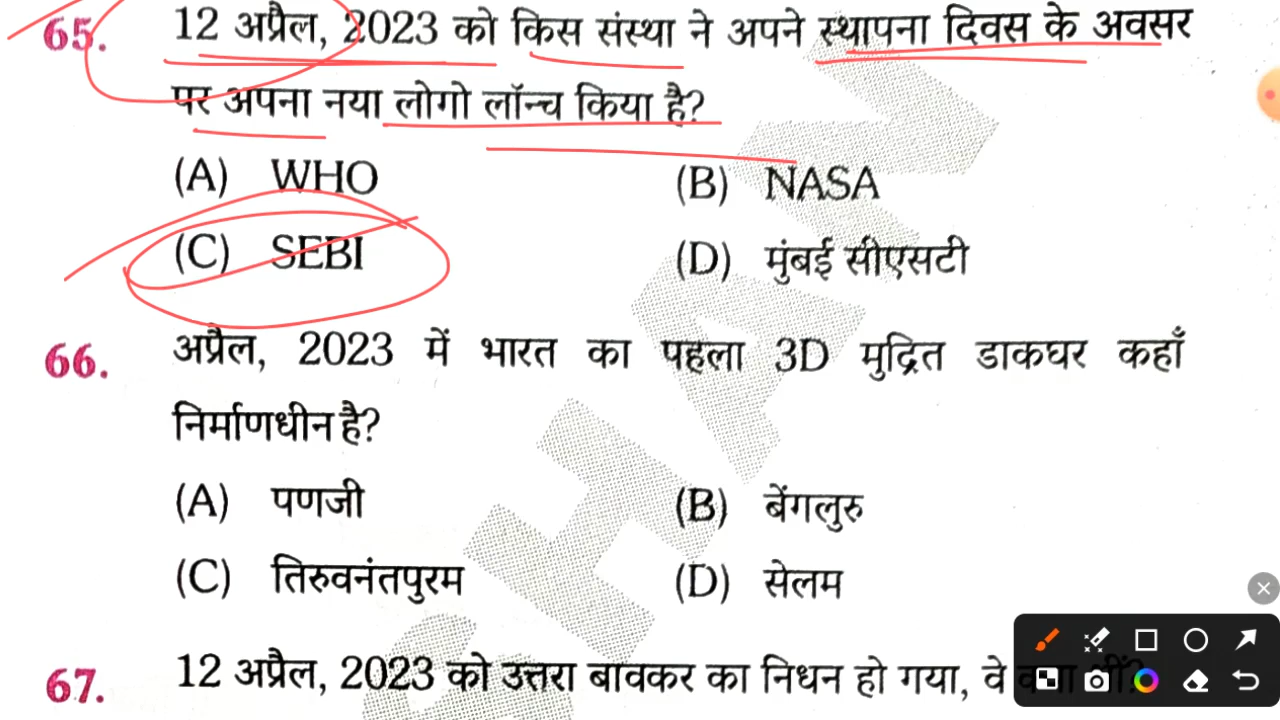 65. 12 अप्रैल, 2023 को किस संस्था ने अपने स्थापना दिवस के अवसर
पर अपना नया लोगो लॉन्च किया है?
(A) WHO (B) NASA
(C) SEBI (D) मुंबई सीएसटी
66. अप्रैल, 2023 में भारत का पहला 3D मुद्रित डाकघर कहाँ
निर्माणधीन है?
(A) पणजी (B) बेंगलुरु
(C) तिरुवनंतपुरम (D) सेलम
67. 12 अप्रैल, 2023 को उत्तरा बावकर का निधन हो गया, वे